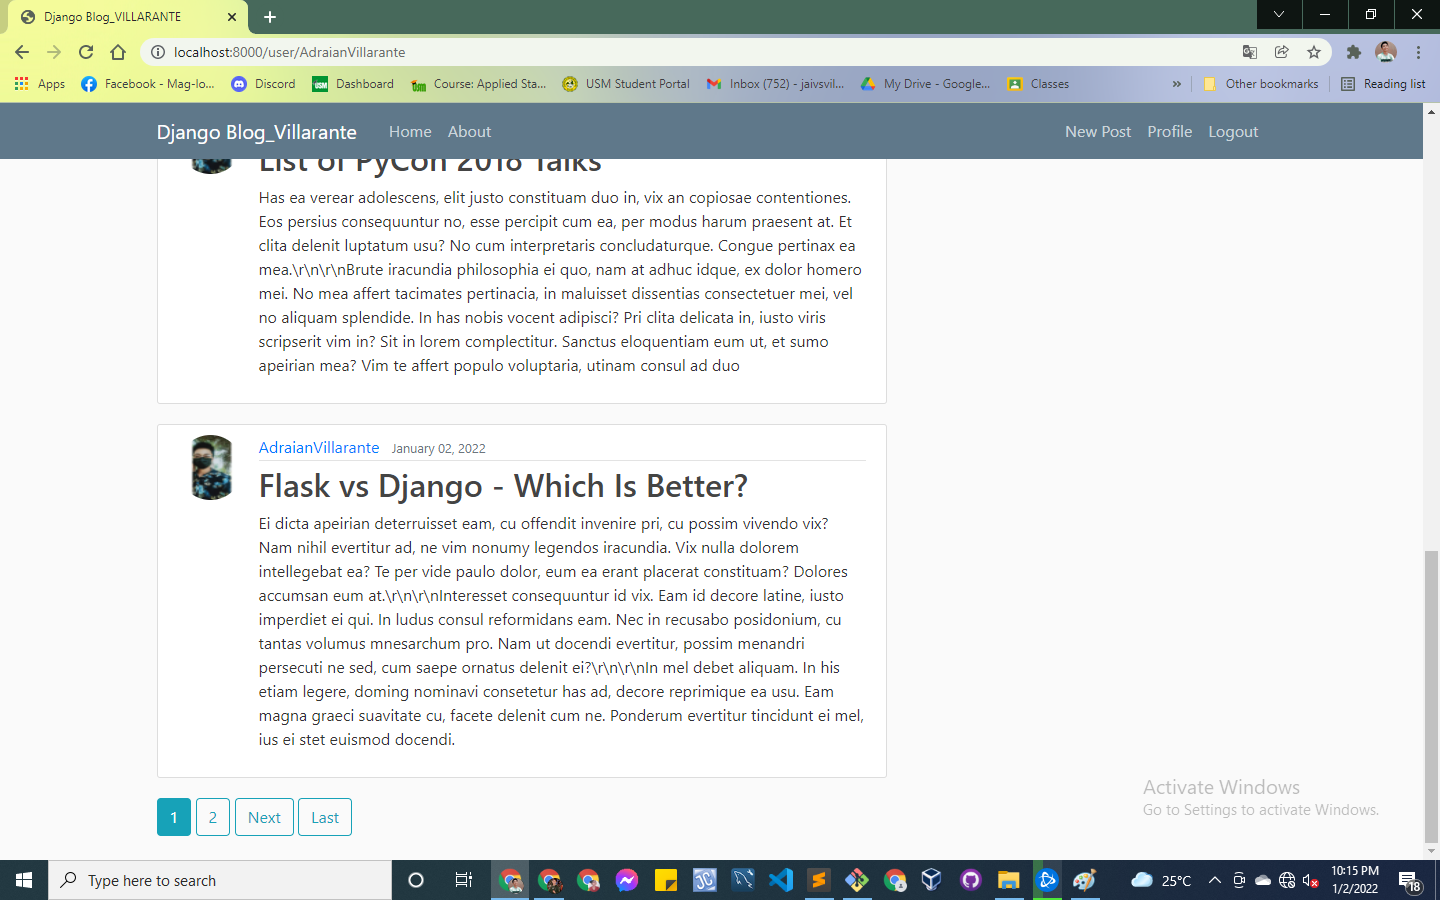 Django Blog_VILLARANTE
localhost:8000/user/AdraianVillarante
Apps
Facebook - Mag-lo...
Discord
Dashboard
Course: Applied Sta...
USM Student Portal
Inbox (752) - jaivsvil...
My Drive - Google...
Classes
»
Other bookmarks
Reading list
Django Blog_Villarante
Home
About
New Post
Profile
Logout
List of PyCon 2018 Talks
Has ea verear adolescens, elit justo constituam duo in, vix an copiosae contentiones.
Eos persius consequuntur no, esse percipit cum ea, per modus harum praesent at. Et
clita delenit luptatum usu? No cum interpretaris concludaturque. Congue pertinax ea
mea.\r\n\r\nBrute iracundia philosophia ei quo, nam at adhuc idque, ex dolor homero
mei. No mea affert tacimates pertinacia, in maluisset dissentias consectetuer mei, vel
no aliquam splendide. In has nobis vocent adipisci? Pri clita delicata in, iusto viris
scripserit vim in? Sit in lorem complectitur. Sanctus eloquentiam eum ut, et sumo
apeirian mea? Vim te affert populo voluptaria, utinam consul ad duo
AdraianVillarante January 02, 2022
Flask vs Django - Which Is Better?
Ei dicta apeirian deterruisset eam, cu offendit invenire pri, cu possim vivendo vix?
Nam nihil evertitur ad, ne vim nonumy legendos iracundia. Vix nulla dolorem
intellegebat ea? Te per vide paulo dolor, eum ea erant placerat constituam? Dolores
accumsan eum at.\r\n\r\nInteresset consequuntur id vix. Eam id decore latine, iusto
imperdiet ei qui. In ludus consul reformidans eam. Nec in recusabo posidonium, cu
tantas volumus mnesarchum pro. Nam ut docendi evertitur, possim menandri
persecuti ne sed, cum saepe ornatus delenit ei?\r\n\r\nIn mel debet aliquam. In his
etiam legere, doming nominavi consetetur has ad, decore reprimique ea usu. Eam
magna graeci suavitate cu, facete delenit cum ne. Ponderum evertitur tincidunt ei mel,
ius ei stet euismod docendi.
1 2 Next Last
Activate Windows
Go to Settings to activate Windows.
Type here to search
25°C
10:15 PM
1/2/2022
18